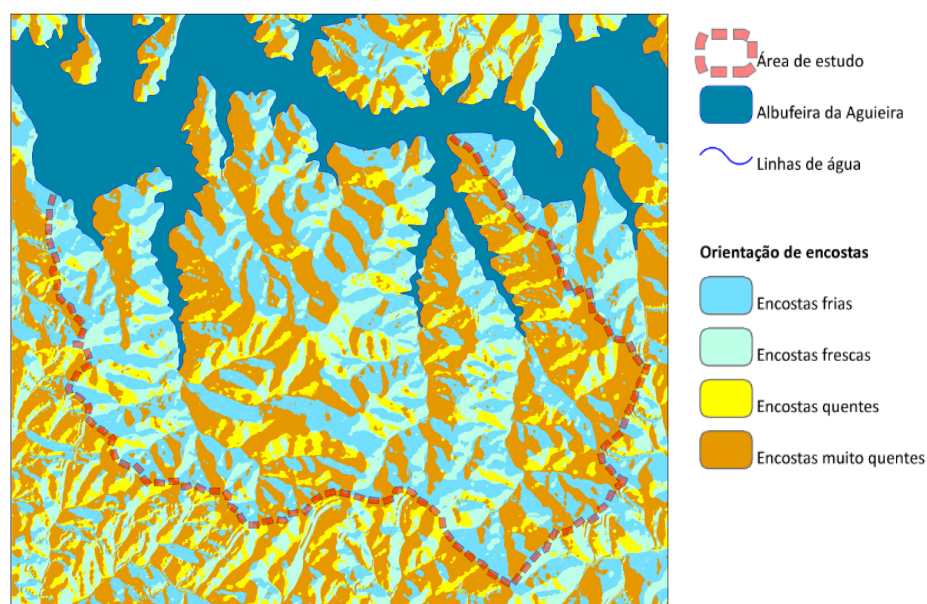 Área de estudo
Albufeira da Aguieira
Linhas de água
Orientação de encostas
Encostas frias
Encostas frescas
Encostas quentes
Encostas muito quentes